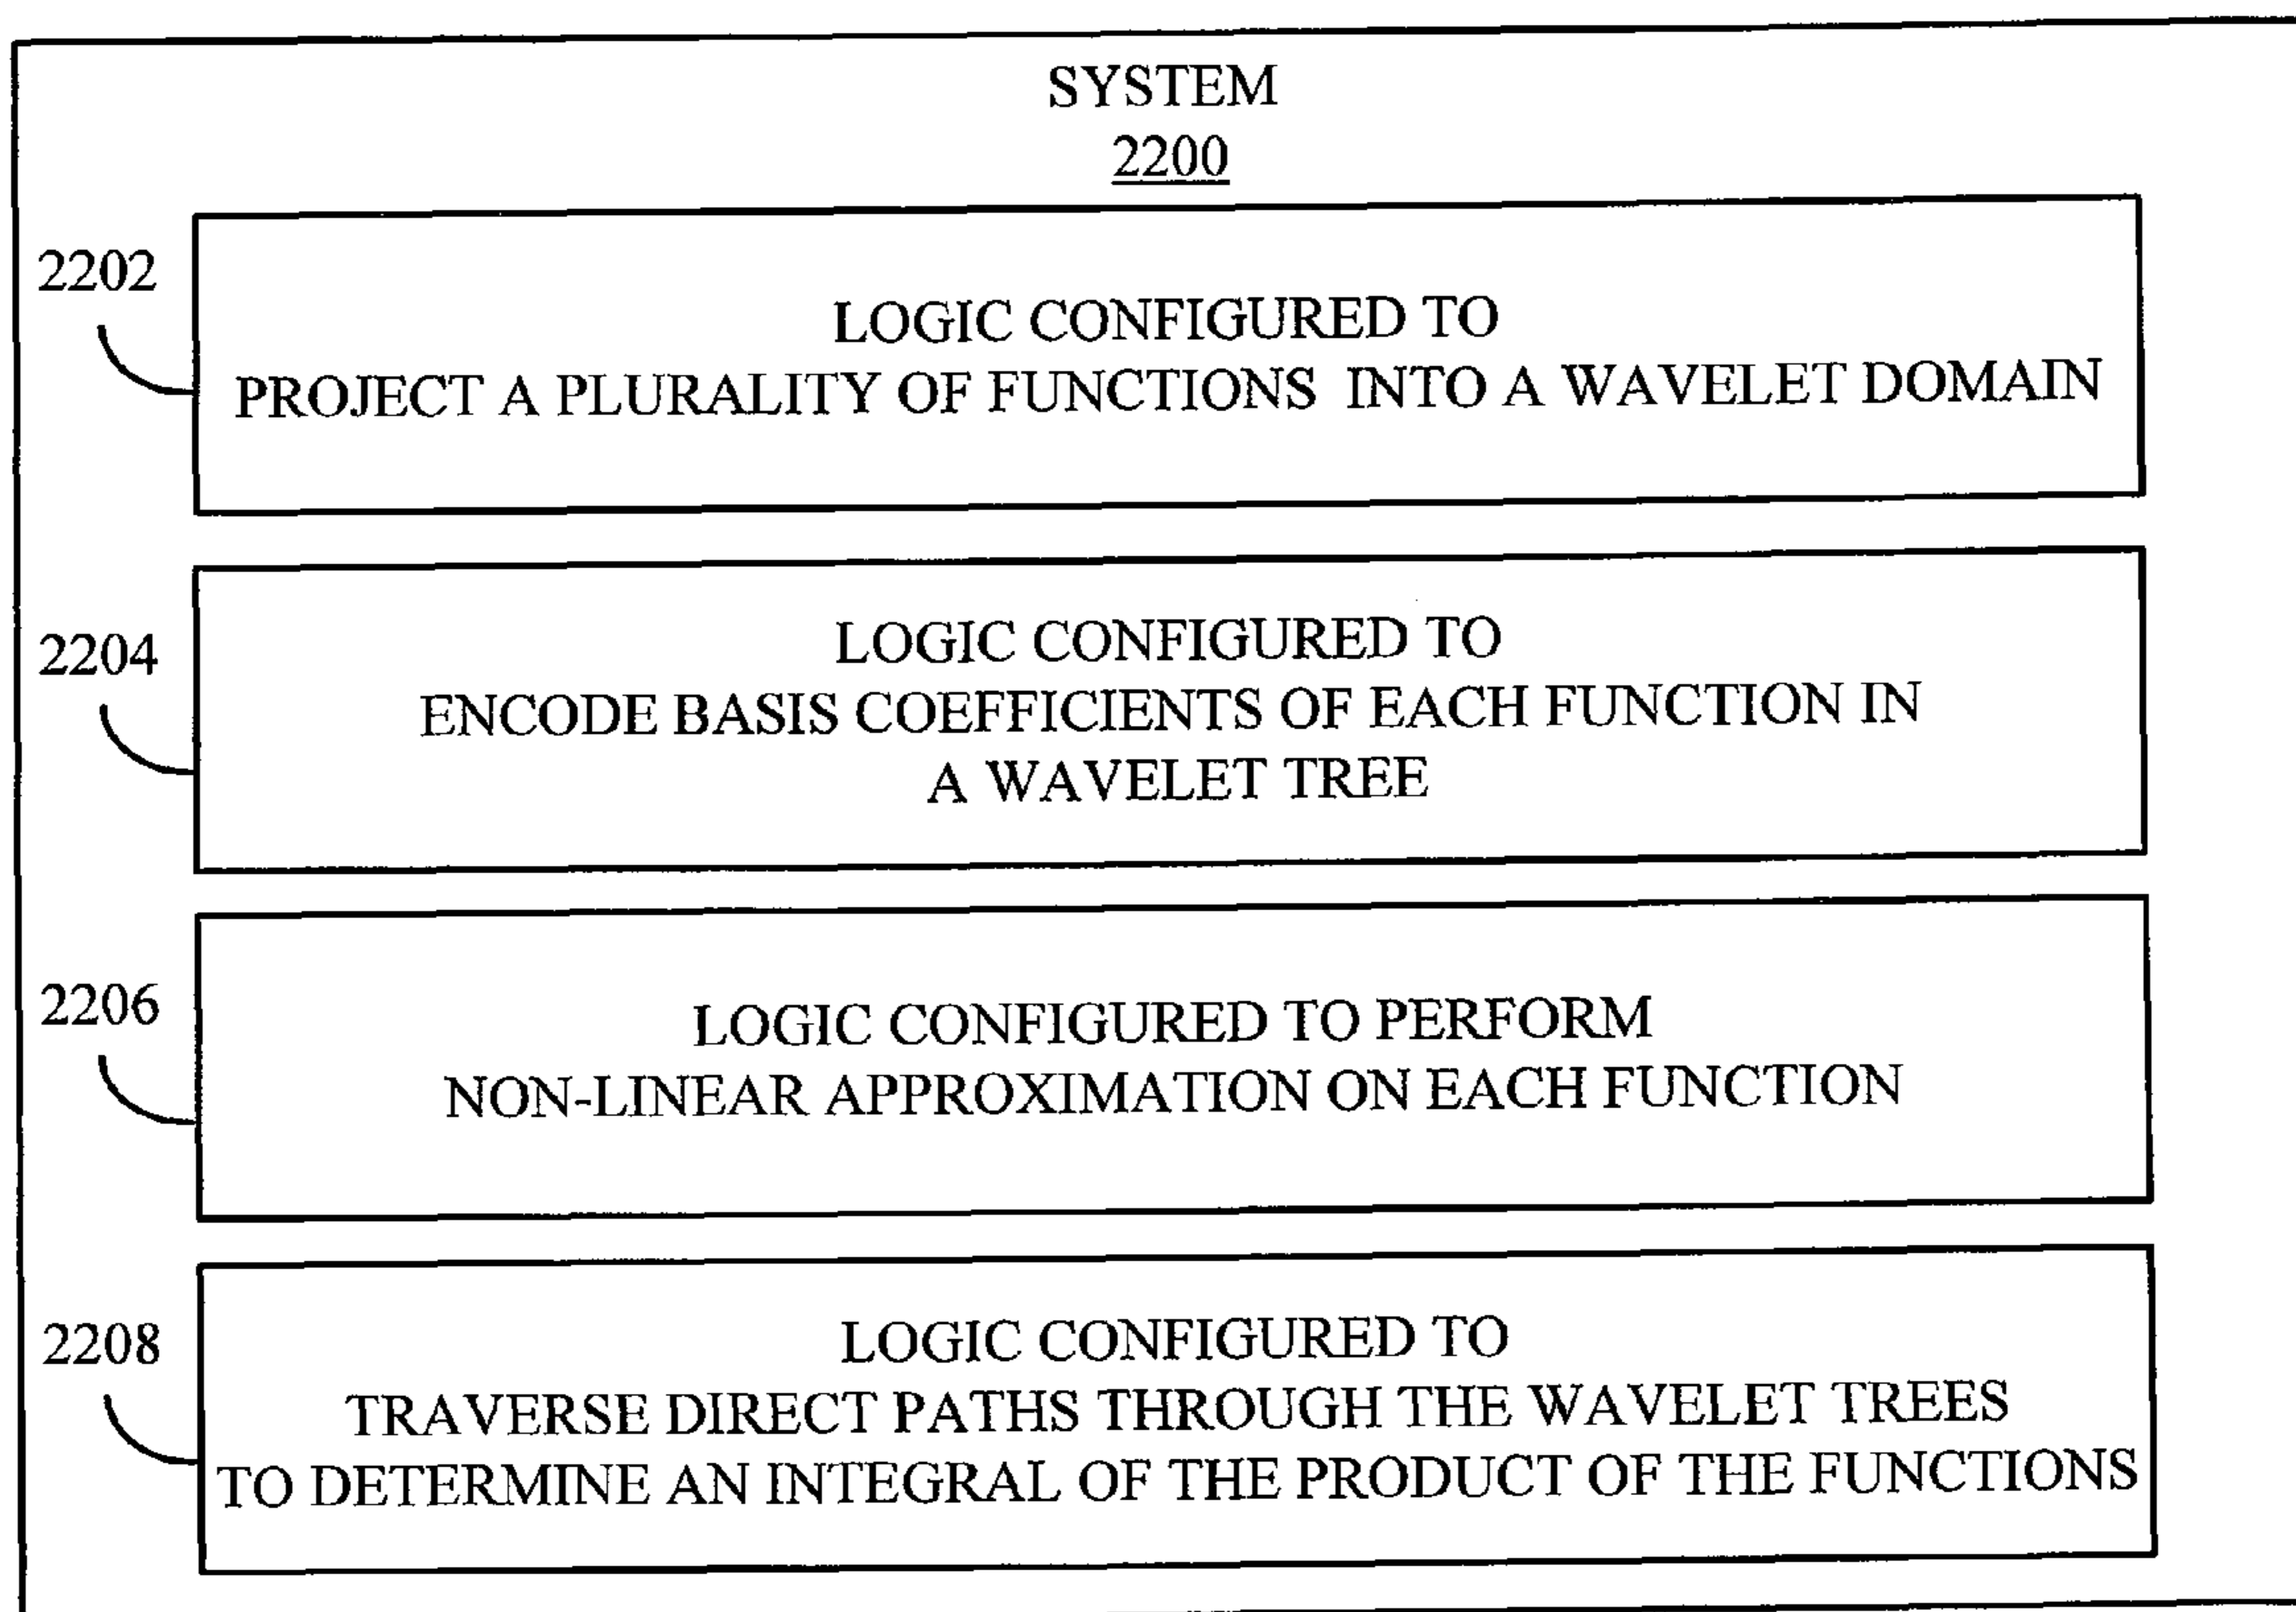 SYSTEM
2200
2202
LOGIC CONFIGURED TO
PROJECT A PLURALITY OF FUNCTIONS INTO A WAVELET DOMAIN
2204
LOGIC CONFIGURED TO
ENCODE BASIS COEFFICIENTS OF EACH FUNCTION IN
A WAVELET TREE
2206
LOGIC CONFIGURED TO PERFORM
NON-LINEAR APPROXIMATION ON EACH FUNCTION
2208
LOGIC CONFIGURED TO
TRAVERSE DIRECT PATHS THROUGH THE WAVELET TREES
TO DETERMINE AN INTEGRAL OF THE PRODUCT OF THE FUNCTIONS